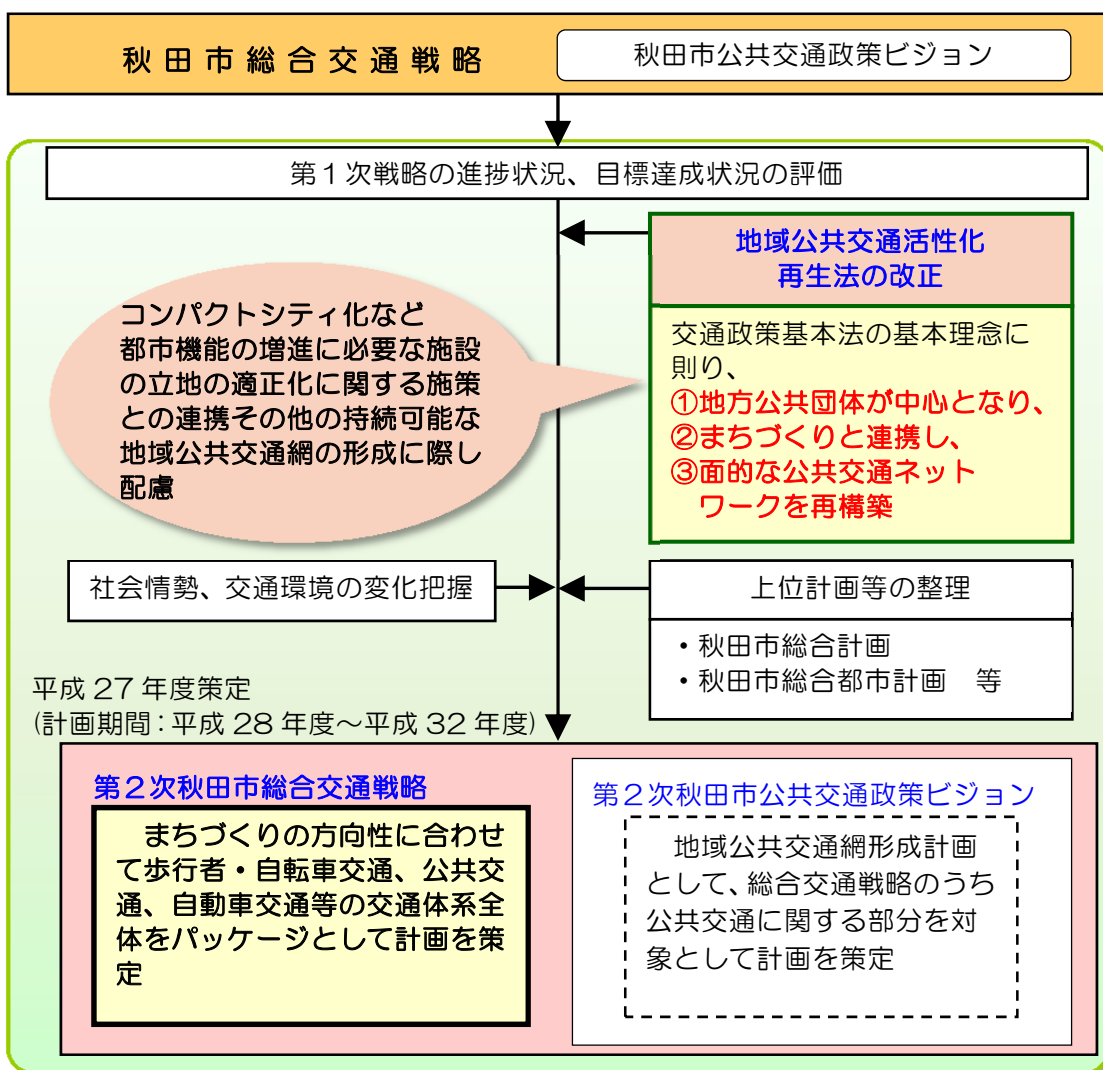 秋田市総合交通戦略
秋田市公共交通政策ビジョン
第1次戦略の進捗状況、目標達成状況の評価
地域公共交通活性化
再生法の改正
交通政策基本法の基本理念に
則り、
①地方公共団体が中心となり、
②まちづくりと連携し、
③面的な公共交通ネット
ワークを再構築
コンパクトシティ化など
都市機能の増進に必要な施設
の立地の適正化に関する施策
との連携その他の持続可能な
地域公共交通網の形成に際し
配慮
社会情勢、交通環境の変化把握
上位計画等の整理
・秋田市総合計画
・秋田市総合都市計画　等
平成27年度策定
(計画期間：平成28年度～平成32年度)
第2次秋田市総合交通戦略
まちづくりの方向性に合わせ
て歩行者・自転車交通、公共交
通、自動車交通等の交通体系全
体をパッケージとして計画を策
定
第2次秋田市公共交通政策ビジョン
地域公共交通網形成計画
として、総合交通戦略のうち
公共交通に関する部分を対
象として計画を策定